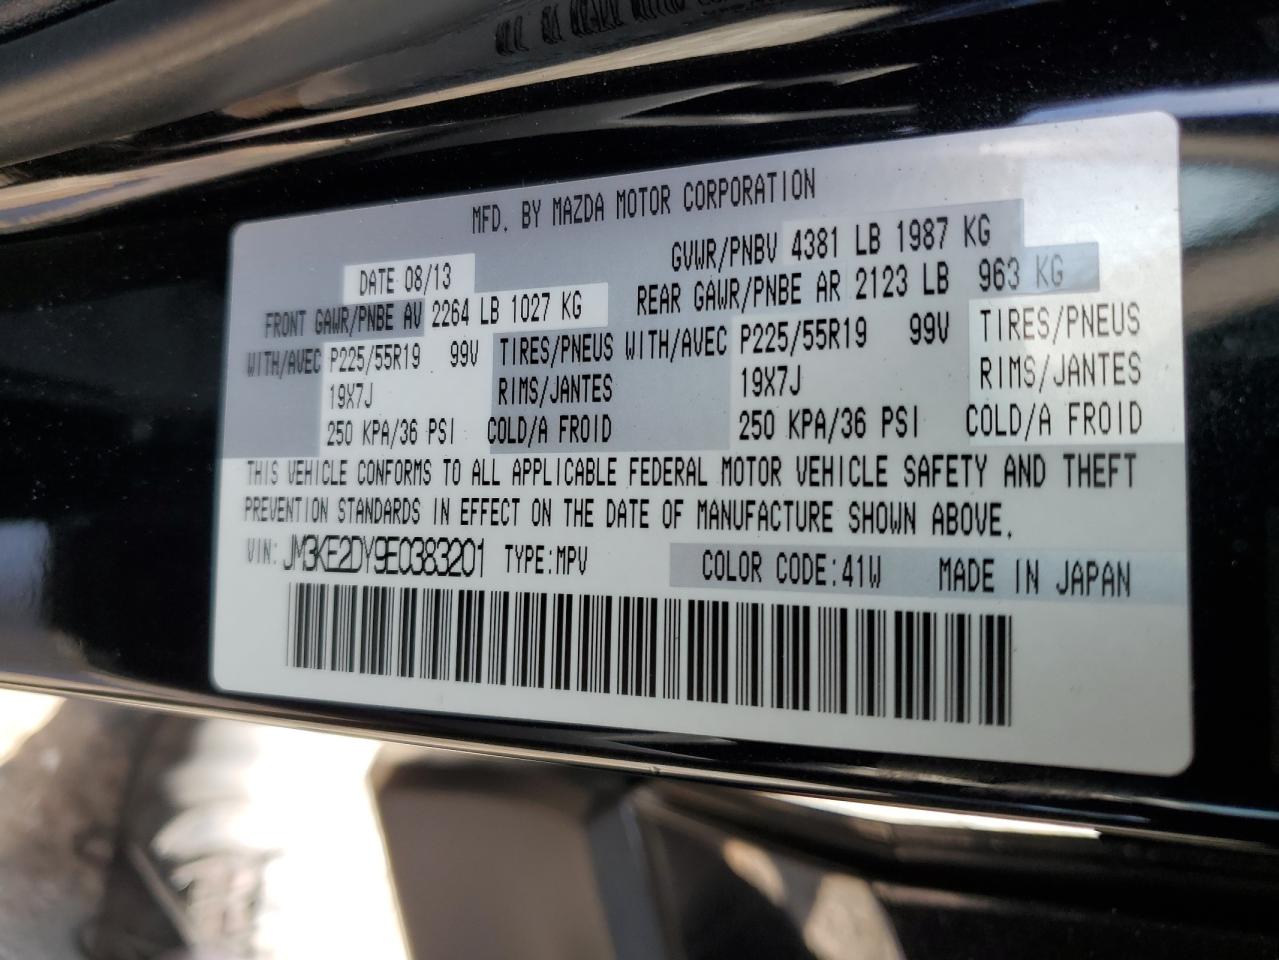 MFD. BY MAZDA MOTOR CORPORATION
DATE 08/13 GVWR/PNBV 4381 LB 1987 KG
FRONT GAWR/PNBE AV 2264 LB 1027 KG REAR GAWR/PNBE AR 2123 LB 963 KG
WITH/AVEC P225/55R19 99V TIRES/PNEUS WITH/AVEC P225/55R19 99V TIRES/PNEUS
19X7J RIMS/JANTES 19X7J RIMS/JANTES
250 KPA/36 PSI COLD/A FROID 250 KPA/36 PSI COLD/A FROID
THIS VEHICLE CONFORMS TO ALL APPLICABLE FEDERAL MOTOR VEHICLE SAFETY AND THEFT
PREVENTION STANDARDS IN EFFECT ON THE DATE OF MANUFACTURE SHOWN ABOVE.
VIN: JM3KE2DY9E0383201 TYPE:MPV COLOR CODE:41W MADE IN JAPAN